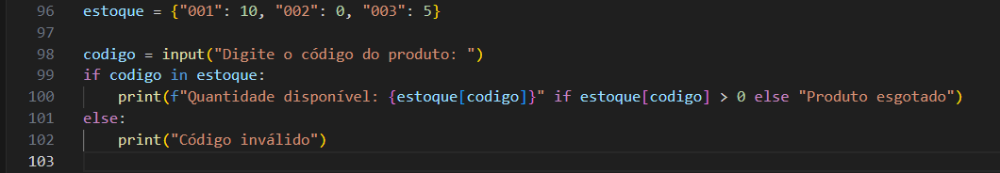 96 estoque = {"001": 10, "002": 0, "003": 5}
97
98 codigo = input("Digite o código do produto: ")
99 if codigo in estoque:
100     print(f"Quantidade disponível: {estoque[codigo]}" if estoque[codigo] > 0 else "Produto esgotado")
101 else:
102     print("Código inválido")
103